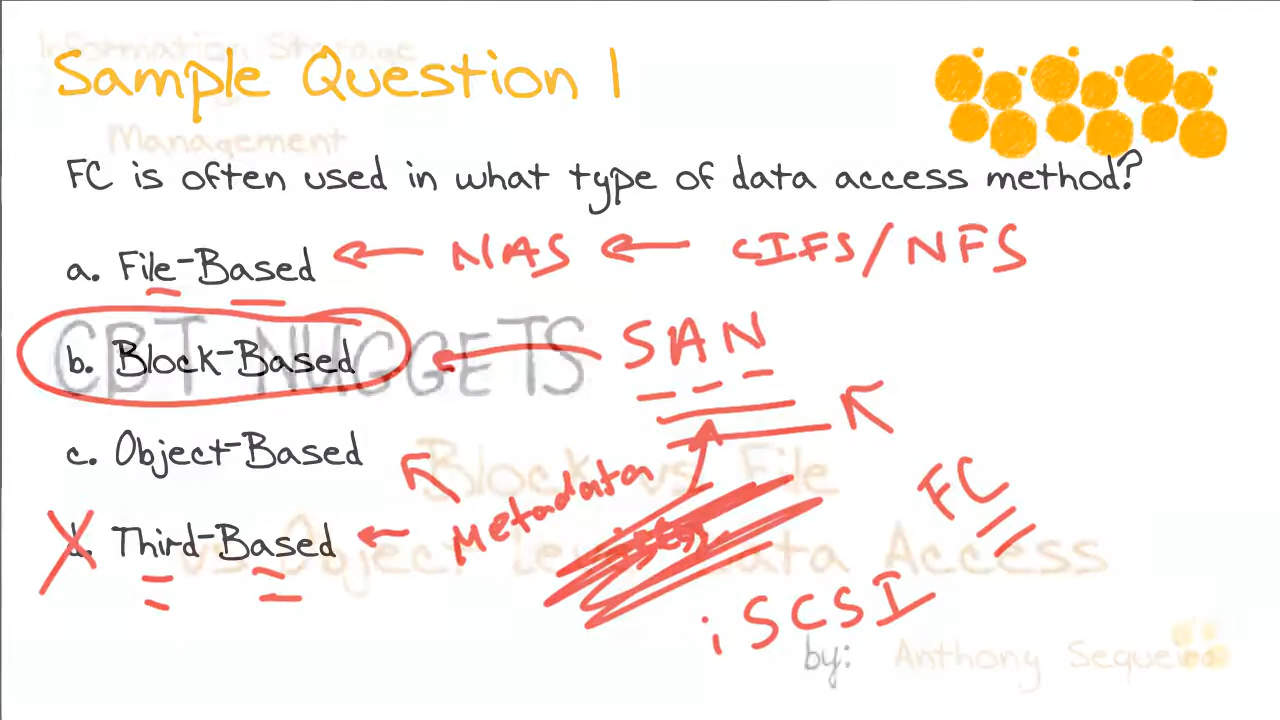 Information Storage
Sample Question 1
Management
FC is often used in what type of data access method?
a. File-Based ← NAS ← CIFS/NFS
CBT NUGGETS
b. Block-Based ← SAN
c. Object-Based
Block vs File
Metadata
FC
d. Third-Based
vs Object Level Data Access
iSCSI
by: Anthony Sequeira